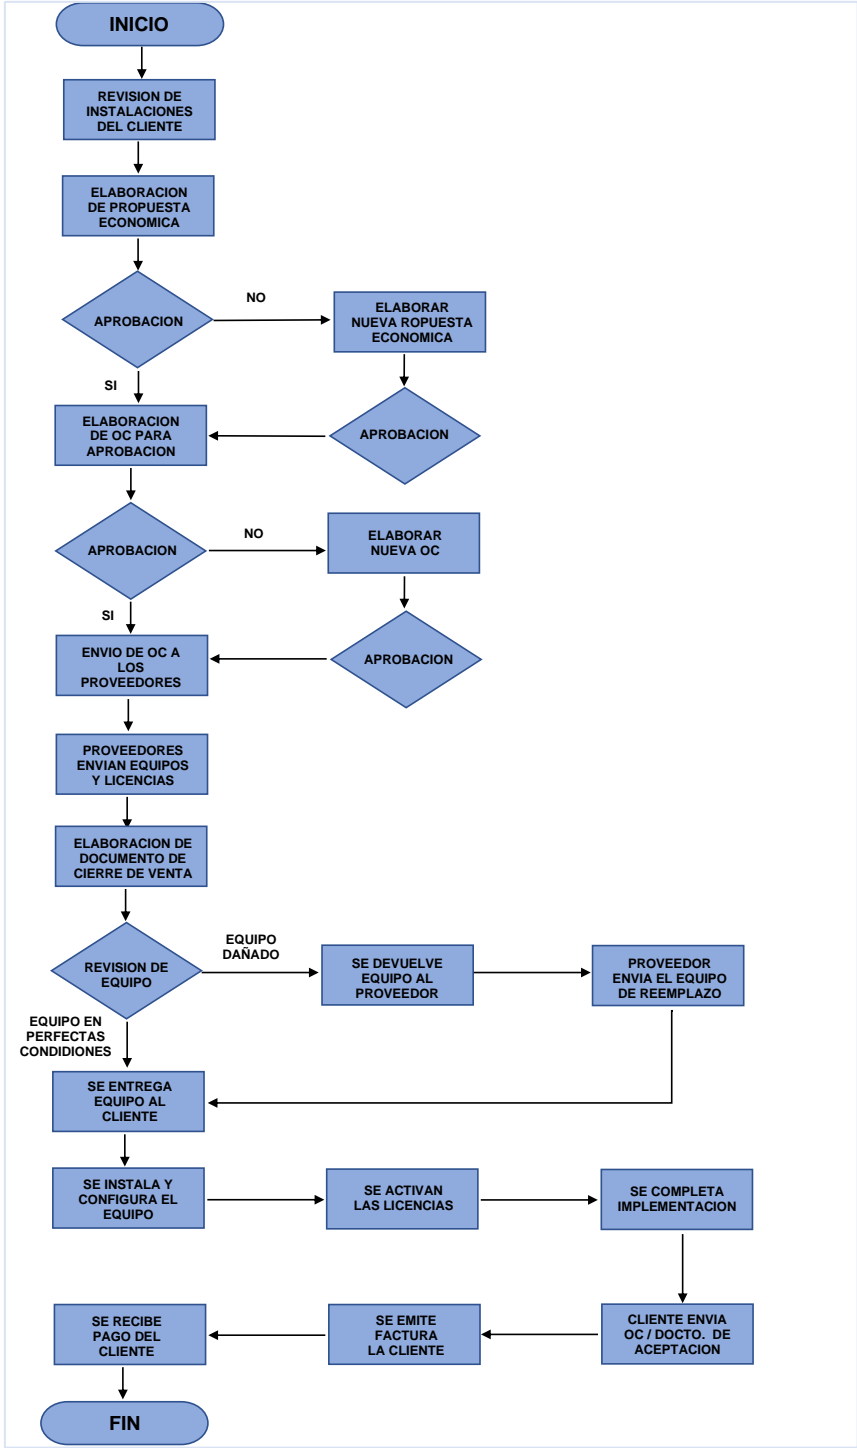 INICIO
REVISION DE
INSTALACIONES
DEL CLIENTE
ELABORACION
DE PROPUESTA
ECONOMICA
APROBACION
NO
ELABORAR
NUEVA ROPUESTA
ECONOMICA
SI
ELABORACION
DE OC PARA
APROBACION
APROBACION
APROBACION
NO
ELABORAR
NUEVA OC
SI
ENVIO DE OC A
LOS
PROVEEDORES
APROBACION
PROVEEDORES
ENVIAN EQUIPOS
Y LICENCIAS
ELABORACION DE
DOCUMENTO DE
CIERRE DE VENTA
REVISION DE
EQUIPO
EQUIPO
DAÑADO
SE DEVUELVE
EQUIPO AL
PROVEEDOR
PROVEEDOR
ENVIA EL EQUIPO
DE REEMPLAZO
EQUIPO EN
PERFECTAS
CONDIDIONES
SE ENTREGA
EQUIPO AL
CLIENTE
SE INSTALA Y
CONFIGURA EL
EQUIPO
SE ACTIVAN
LAS LICENCIAS
SE COMPLETA
IMPLEMENTACION
CLIENTE ENVIA
OC / DOCTO. DE
ACEPTACION
SE EMITE
FACTURA
LA CLIENTE
SE RECIBE
PAGO DEL
CLIENTE
FIN